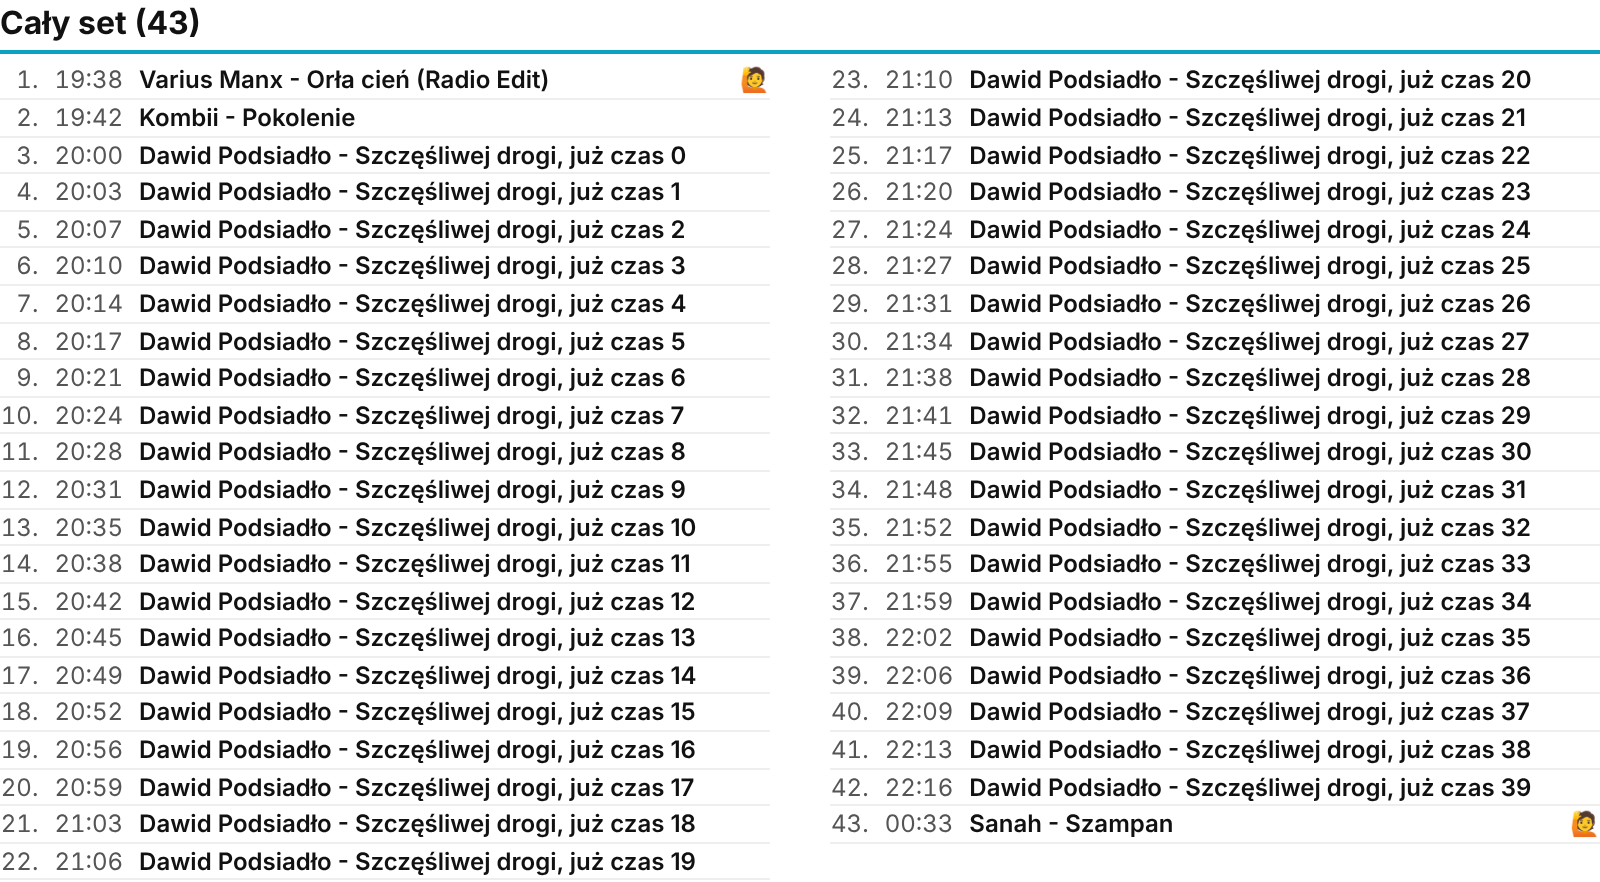 Cały set (43)
1. 19:38 Varius Manx - Orła cień (Radio Edit) 🙋
2. 19:42 Kombii - Pokolenie
3. 20:00 Dawid Podsiadło - Szczęśliwej drogi, już czas 0
4. 20:03 Dawid Podsiadło - Szczęśliwej drogi, już czas 1
5. 20:07 Dawid Podsiadło - Szczęśliwej drogi, już czas 2
6. 20:10 Dawid Podsiadło - Szczęśliwej drogi, już czas 3
7. 20:14 Dawid Podsiadło - Szczęśliwej drogi, już czas 4
8. 20:17 Dawid Podsiadło - Szczęśliwej drogi, już czas 5
9. 20:21 Dawid Podsiadło - Szczęśliwej drogi, już czas 6
10. 20:24 Dawid Podsiadło - Szczęśliwej drogi, już czas 7
11. 20:28 Dawid Podsiadło - Szczęśliwej drogi, już czas 8
12. 20:31 Dawid Podsiadło - Szczęśliwej drogi, już czas 9
13. 20:35 Dawid Podsiadło - Szczęśliwej drogi, już czas 10
14. 20:38 Dawid Podsiadło - Szczęśliwej drogi, już czas 11
15. 20:42 Dawid Podsiadło - Szczęśliwej drogi, już czas 12
16. 20:45 Dawid Podsiadło - Szczęśliwej drogi, już czas 13
17. 20:49 Dawid Podsiadło - Szczęśliwej drogi, już czas 14
18. 20:52 Dawid Podsiadło - Szczęśliwej drogi, już czas 15
19. 20:56 Dawid Podsiadło - Szczęśliwej drogi, już czas 16
20. 20:59 Dawid Podsiadło - Szczęśliwej drogi, już czas 17
21. 21:03 Dawid Podsiadło - Szczęśliwej drogi, już czas 18
22. 21:06 Dawid Podsiadło - Szczęśliwej drogi, już czas 19
23. 21:10 Dawid Podsiadło - Szczęśliwej drogi, już czas 20
24. 21:13 Dawid Podsiadło - Szczęśliwej drogi, już czas 21
25. 21:17 Dawid Podsiadło - Szczęśliwej drogi, już czas 22
26. 21:20 Dawid Podsiadło - Szczęśliwej drogi, już czas 23
27. 21:24 Dawid Podsiadło - Szczęśliwej drogi, już czas 24
28. 21:27 Dawid Podsiadło - Szczęśliwej drogi, już czas 25
29. 21:31 Dawid Podsiadło - Szczęśliwej drogi, już czas 26
30. 21:34 Dawid Podsiadło - Szczęśliwej drogi, już czas 27
31. 21:38 Dawid Podsiadło - Szczęśliwej drogi, już czas 28
32. 21:41 Dawid Podsiadło - Szczęśliwej drogi, już czas 29
33. 21:45 Dawid Podsiadło - Szczęśliwej drogi, już czas 30
34. 21:48 Dawid Podsiadło - Szczęśliwej drogi, już czas 31
35. 21:52 Dawid Podsiadło - Szczęśliwej drogi, już czas 32
36. 21:55 Dawid Podsiadło - Szczęśliwej drogi, już czas 33
37. 21:59 Dawid Podsiadło - Szczęśliwej drogi, już czas 34
38. 22:02 Dawid Podsiadło - Szczęśliwej drogi, już czas 35
39. 22:06 Dawid Podsiadło - Szczęśliwej drogi, już czas 36
40. 22:09 Dawid Podsiadło - Szczęśliwej drogi, już czas 37
41. 22:13 Dawid Podsiadło - Szczęśliwej drogi, już czas 38
42. 22:16 Dawid Podsiadło - Szczęśliwej drogi, już czas 39
43. 00:33 Sanah - Szampan 🙋